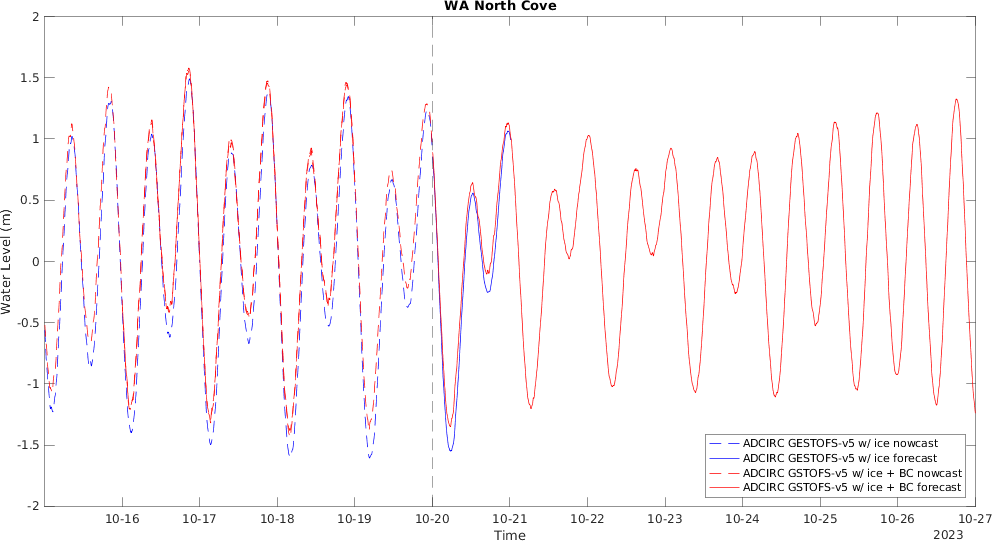 WA North Cove
2
1.5
1
0.5
0
-0.5
-1
-1.5
-2
Water Level (m)
ADCIRC GESTOFS-v5 w/ ice nowcast
ADCIRC GESTOFS-v5 w/ ice forecast
ADCIRC GSTOFS-v5 w/ ice + BC nowcast
ADCIRC GSTOFS-v5 w/ ice + BC forecast
10-16 10-17 10-18 10-19 10-20 10-21 10-22 10-23 10-24 10-25 10-26 10-27
Time
2023